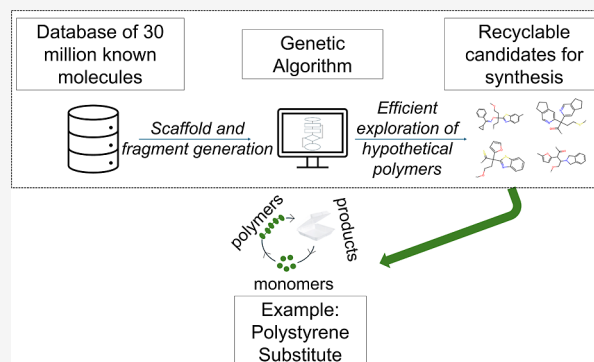 Database of 30
million known
molecules
Genetic
Algorithm
Recyclable
candidates for
synthesis
Scaffold and
fragment generation
Efficient
exploration of
hypothetical
polymers
polymers
products
monomers
Example:
Polystyrene
Substitute